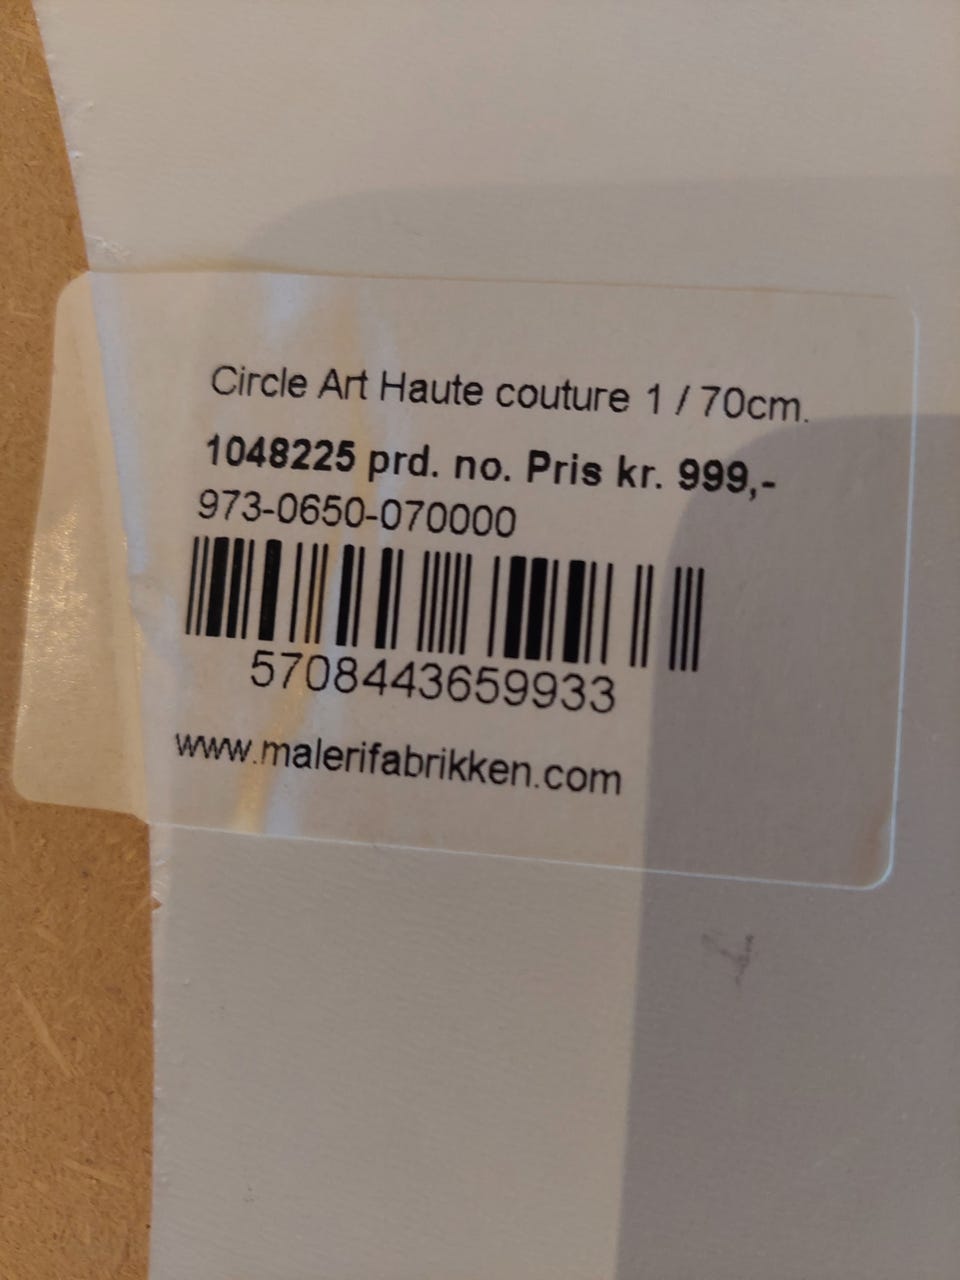 Circle Art Haute couture 1 / 70cm.
1048225 prd. no. Pris kr. 999,-
973-0650-070000
5708443659933
www.malerifabrikken.com